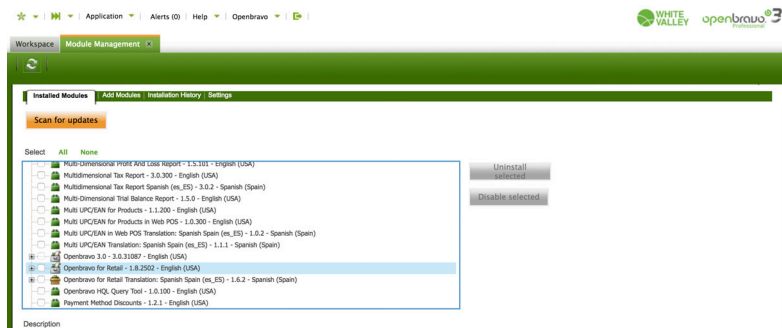 Application Alerts (0) Help Openbravo
WHITE VALLEY
openbravo 3
Professional
Workspace Module Management x
Installed Modules Add Modules Installation History Settings
Scan for updates
Select All None
Multi-Dimensional Profit And Loss Report - 1.5.101 - English (USA)
Multidimensional Tax Report - 3.0.300 - English (USA)
Multidimensional Tax Report Spanish (es_ES) - 3.0.2 - Spanish (Spain)
Multi-Dimensional Trial Balance Report - 1.5.0 - English (USA)
Multi UPC/EAN for Products - 1.1.200 - English (USA)
Multi UPC/EAN for Products in Web POS - 1.0.300 - English (USA)
Multi UPC/EAN in Web POS Translation: Spanish Spain (es_ES) - 1.0.2 - Spanish (Spain)
Multi UPC/EAN Translation: Spanish Spain (es_ES) - 1.1.1 - Spanish (Spain)
Openbravo 3.0 - 3.0.31087 - English (USA)
Openbravo for Retail - 1.8.2502 - English (USA)
Openbravo for Retail Translation: Spanish Spain (es_ES) - 1.6.2 - Spanish (Spain)
Openbravo HQL Query Tool - 1.0.100 - English (USA)
Payment Method Discounts - 1.2.1 - English (USA)
Uninstall selected
Disable selected
Description